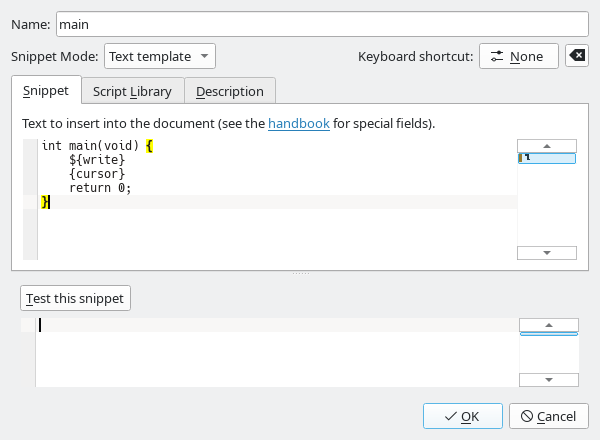 Name: main
Snippet Mode: Text template Keyboard shortcut: None
Snippet Script Library Description
Text to insert into the document (see the handbook for special fields).
int main(void) {
    ${write}
    {cursor}
    return 0;
}
Test this snippet
OK Cancel